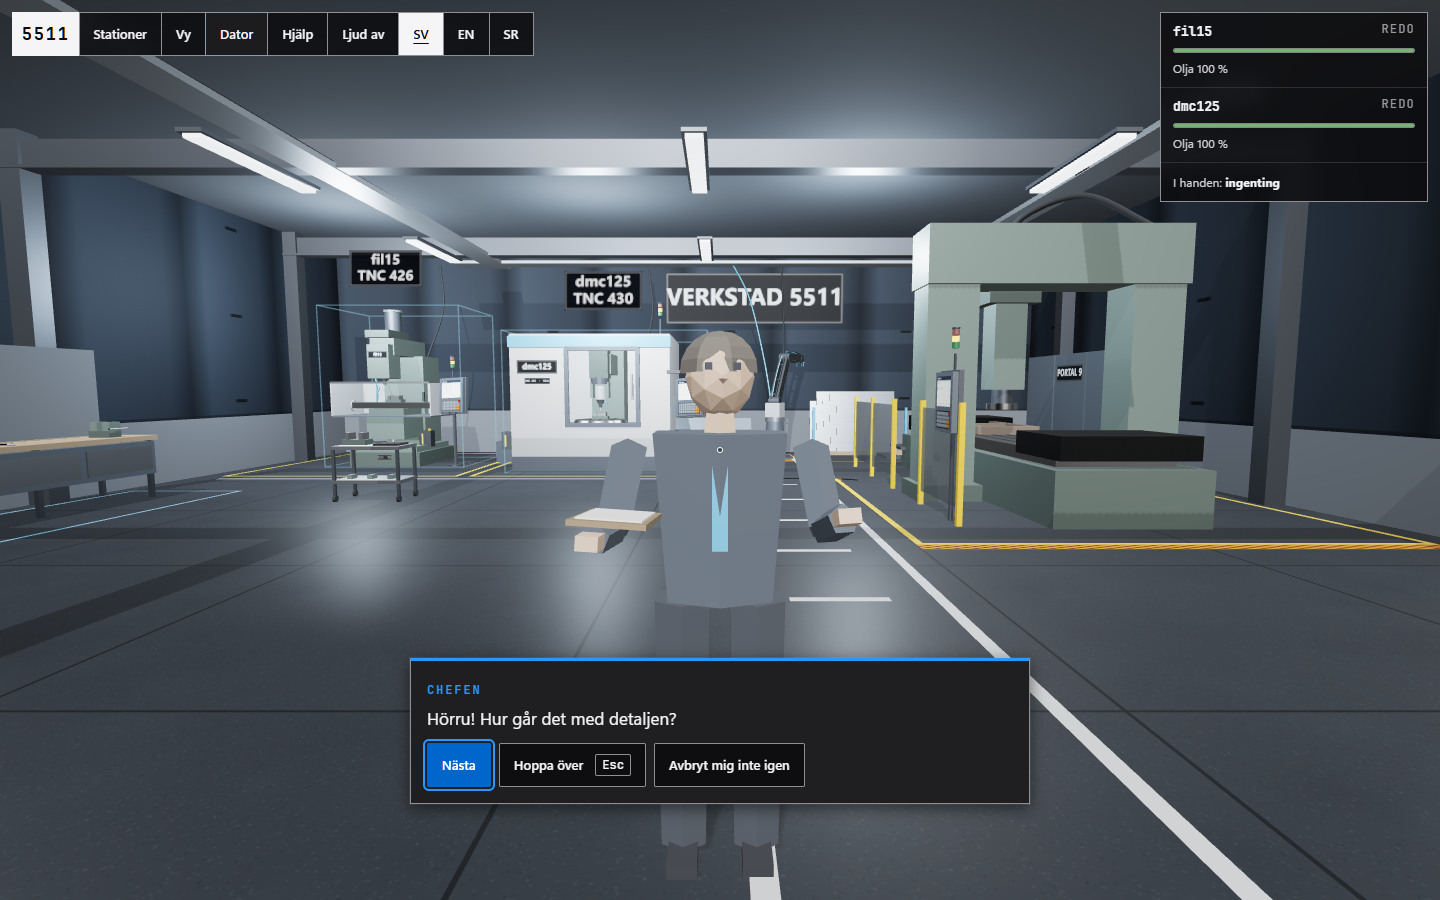 5511 Stationer Vy Dator Hjälp Ljud av SV EN SR
fil15 REDO
Olja 100 %
dmc125 REDO
Olja 100 %
I handen: ingenting
fil15
TNC 426
dmc125
TNC 430
VERKSTAD 5511
dmc125
PORTAL 9
CHEFEN
Hörru! Hur går det med detaljen?
Nästa Hoppa över Esc Avbryt mig inte igen